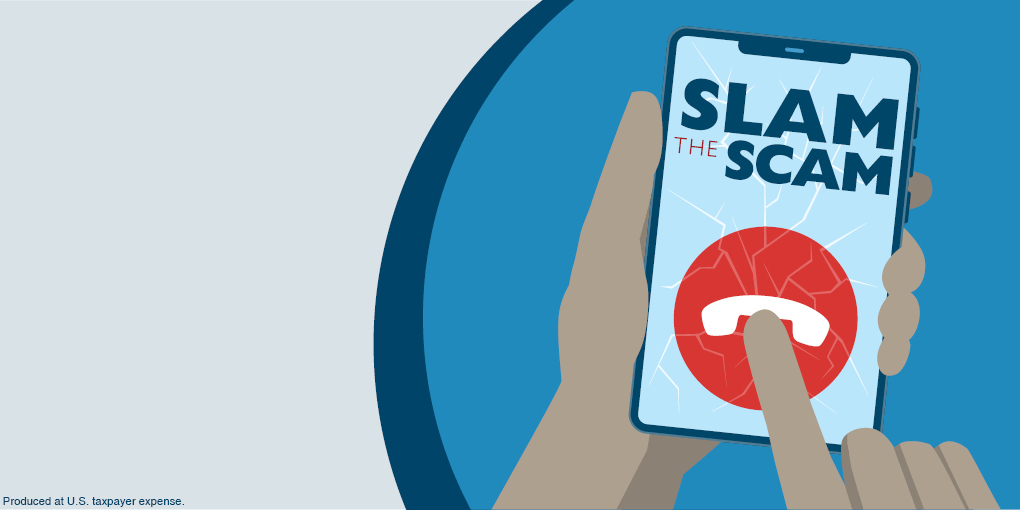 SLAM
THE SCAM
Produced at U.S. taxpayer expense.